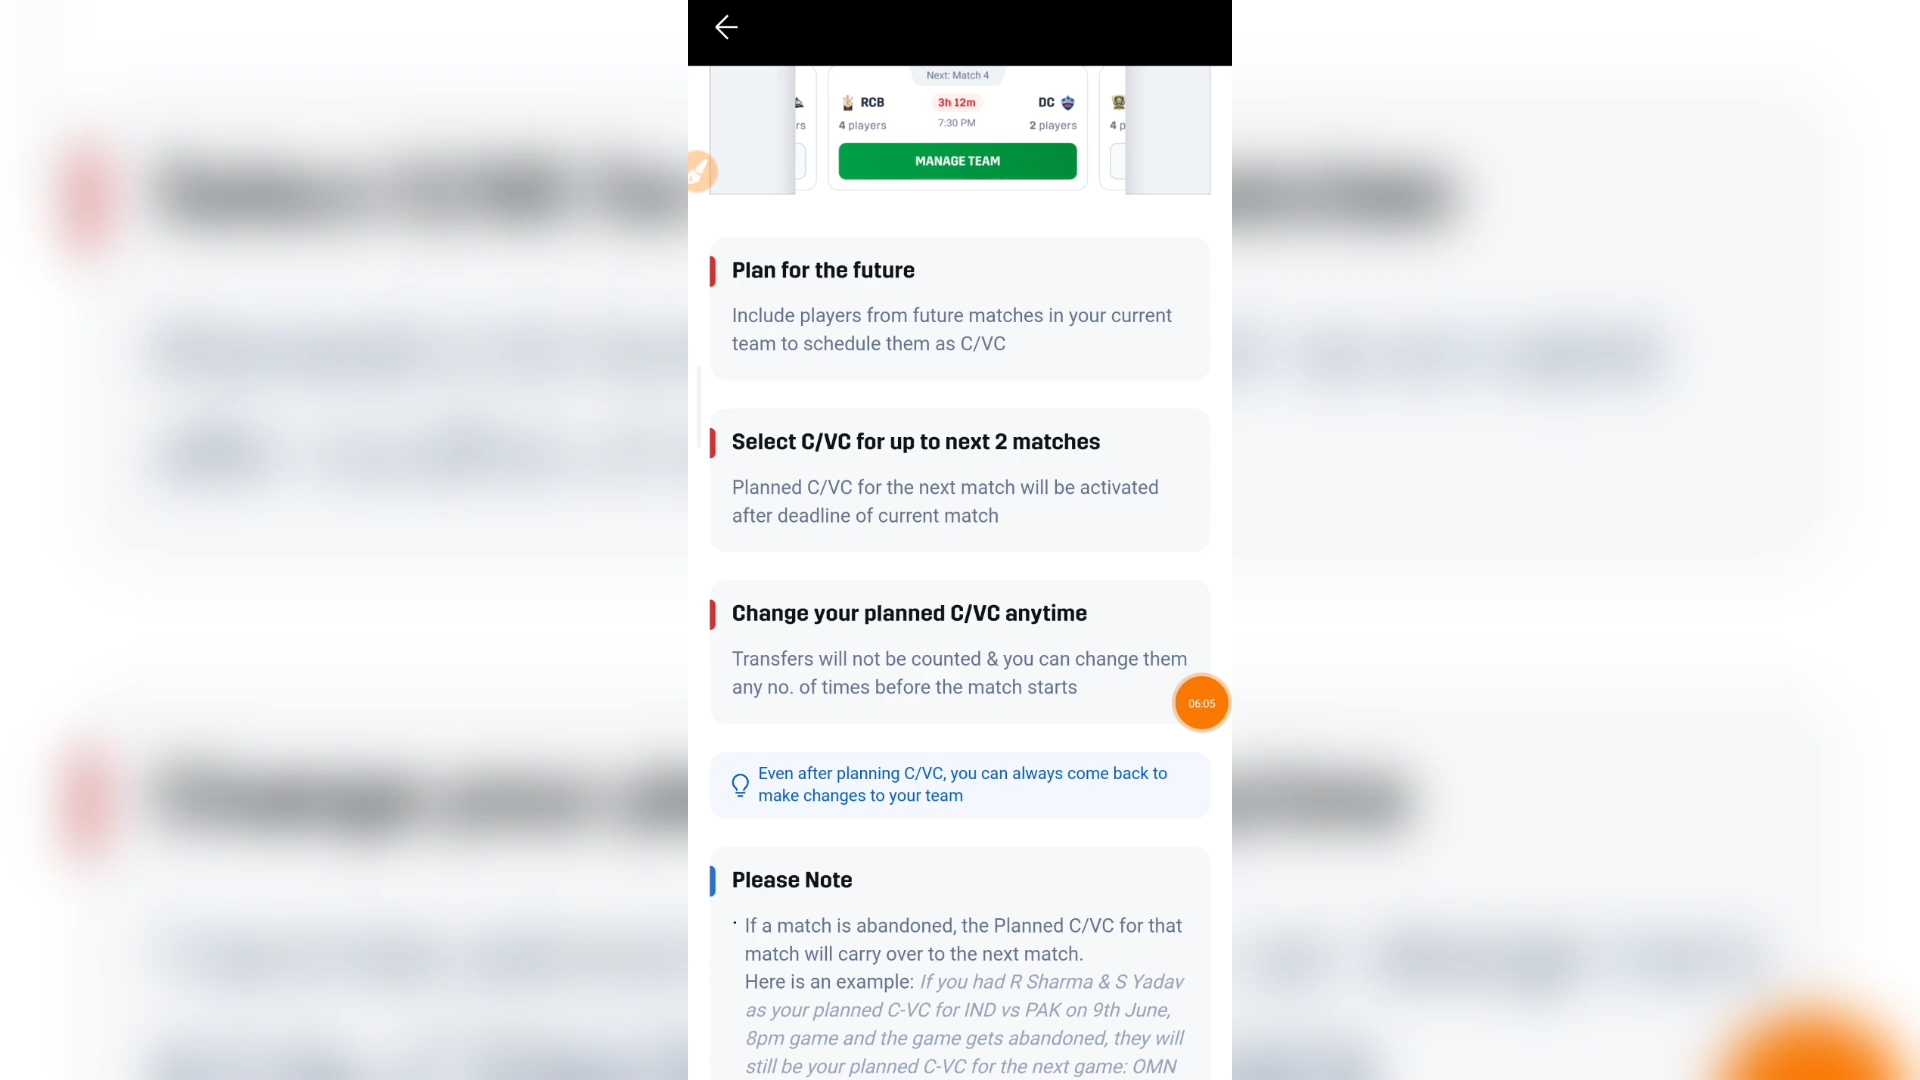 Next: Match 4
RCB
3h 12m
DC
rs
4 players
7:30 PM
2 players
4 p
MANAGE TEAM
Plan for the future
Include players from future matches in your current
team to schedule them as C/VC
Select C/VC for up to next 2 matches
Planned C/VC for the next match will be activated
after deadline of current match
Change your planned C/VC anytime
Transfers will not be counted & you can change them
any no. of times before the match starts
06:05
Even after planning C/VC, you can always come back to
make changes to your team
Please Note
· If a match is abandoned, the Planned C/VC for that
match will carry over to the next match.
Here is an example: If you had R Sharma & S Yadav
as your planned C-VC for IND vs PAK on 9th June,
8pm game and the game gets abandoned, they will
still be your planned C-VC for the next game: OMN